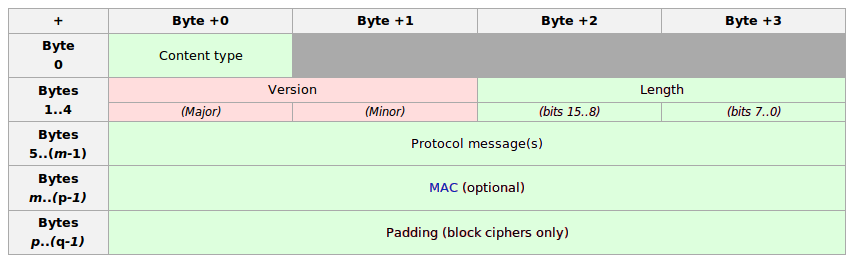 + Byte +0 Byte +1 Byte +2 Byte +3
Byte
0
Content type
Bytes
1..4
Version Length
(Major) (Minor) (bits 15..8) (bits 7..0)
Bytes
5..(m-1)
Protocol message(s)
Bytes
m..(p-1)
MAC (optional)
Bytes
p..(q-1)
Padding (block ciphers only)